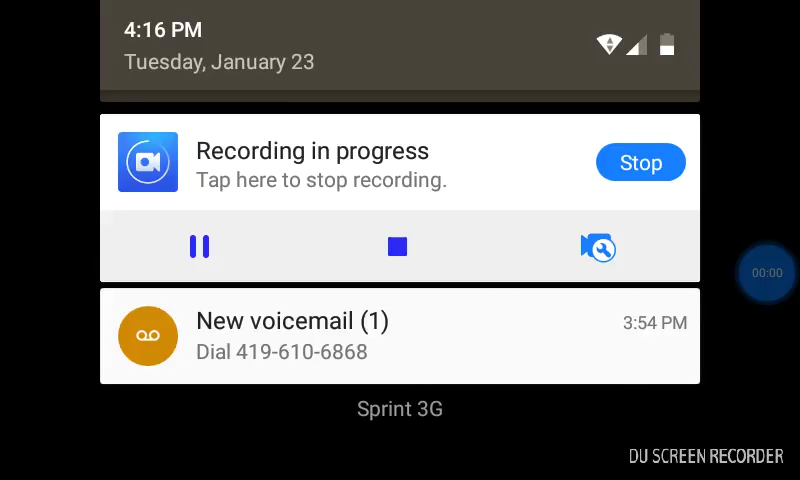 4:16 PM
Tuesday, January 23
Recording in progress
Tap here to stop recording.
Stop
00:00
New voicemail (1)
3:54 PM
Dial 419-610-6868
Sprint 3G
DU SCREEN RECORDER